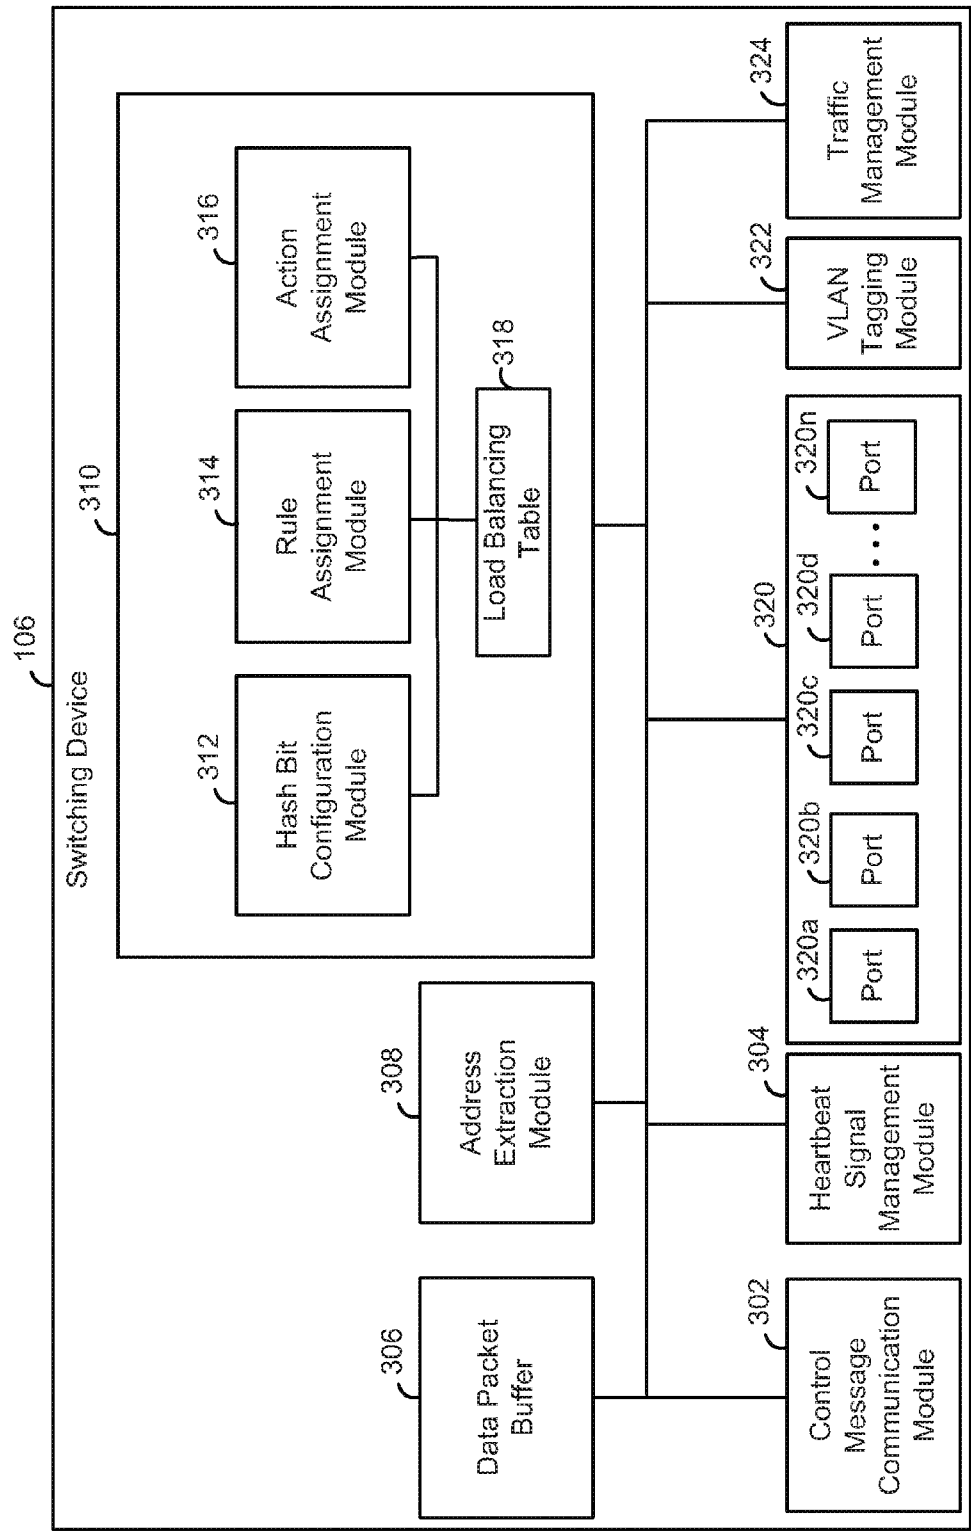 106
Switching Device
310
312
Hash Bit
Configuration
Module
314
Rule
Assignment
Module
316
Action
Assignment
Module
318
Load Balancing
Table
306
Data Packet
Buffer
308
Address
Extraction
Module
302
Control
Message
Communication
Module
304
Heartbeat
Signal
Management
Module
320
320a
Port
320b
Port
320c
Port
320d
Port
....
320n
Port
322
VLAN
Tagging
Module
324
Traffic
Management
Module